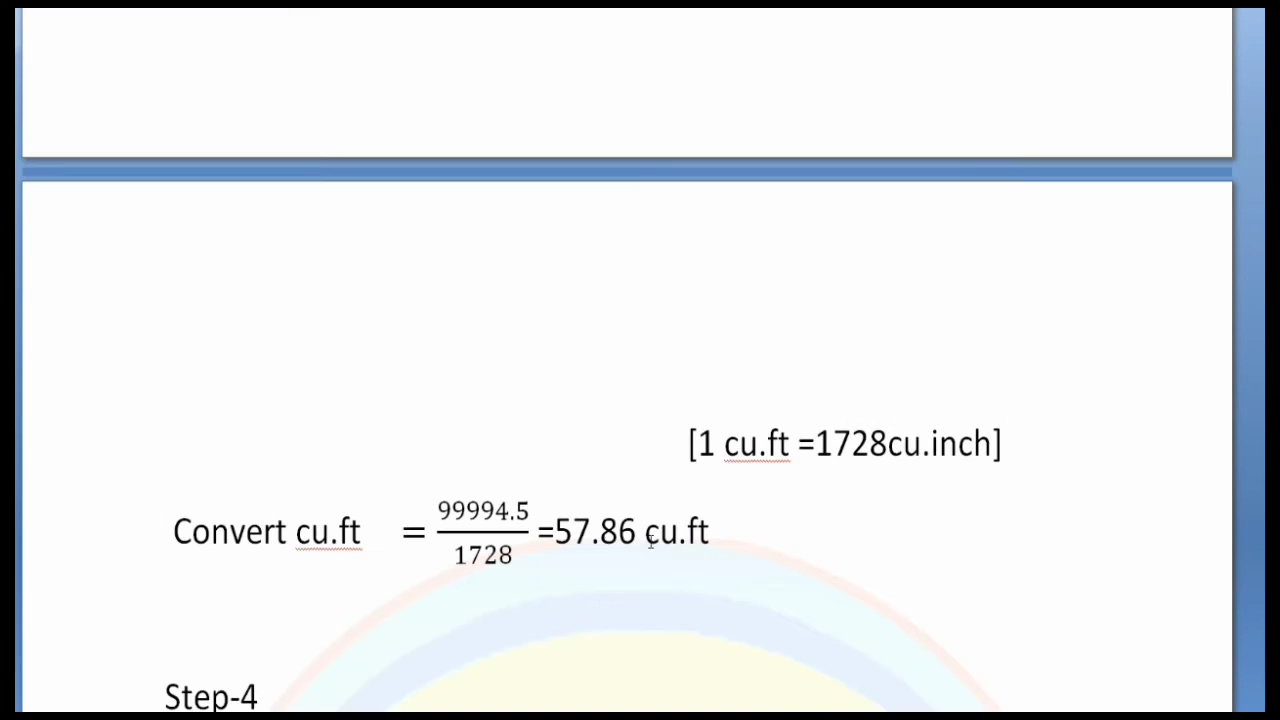 [1 cu.ft =1728cu.inch]
Convert cu.ft = 99994.5/1728 =57.86 cu.ft
Step-4